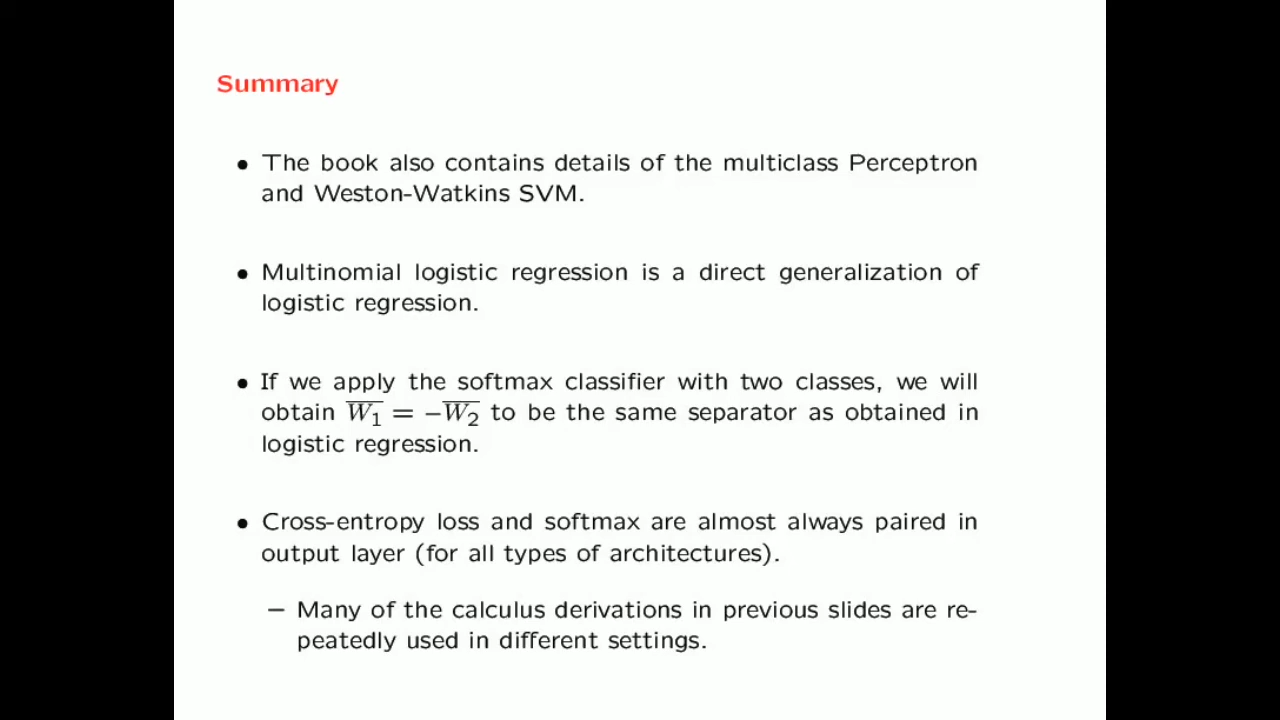 Summary
• The book also contains details of the multiclass Perceptron
and Weston-Watkins SVM.
• Multinomial logistic regression is a direct generalization of
logistic regression.
• If we apply the softmax classifier with two classes, we will
obtain $\overline{W_1} = -\overline{W_2}$ to be the same separator as obtained in
logistic regression.
• Cross-entropy loss and softmax are almost always paired in
output layer (for all types of architectures).
– Many of the calculus derivations in previous slides are re-
peatedly used in different settings.